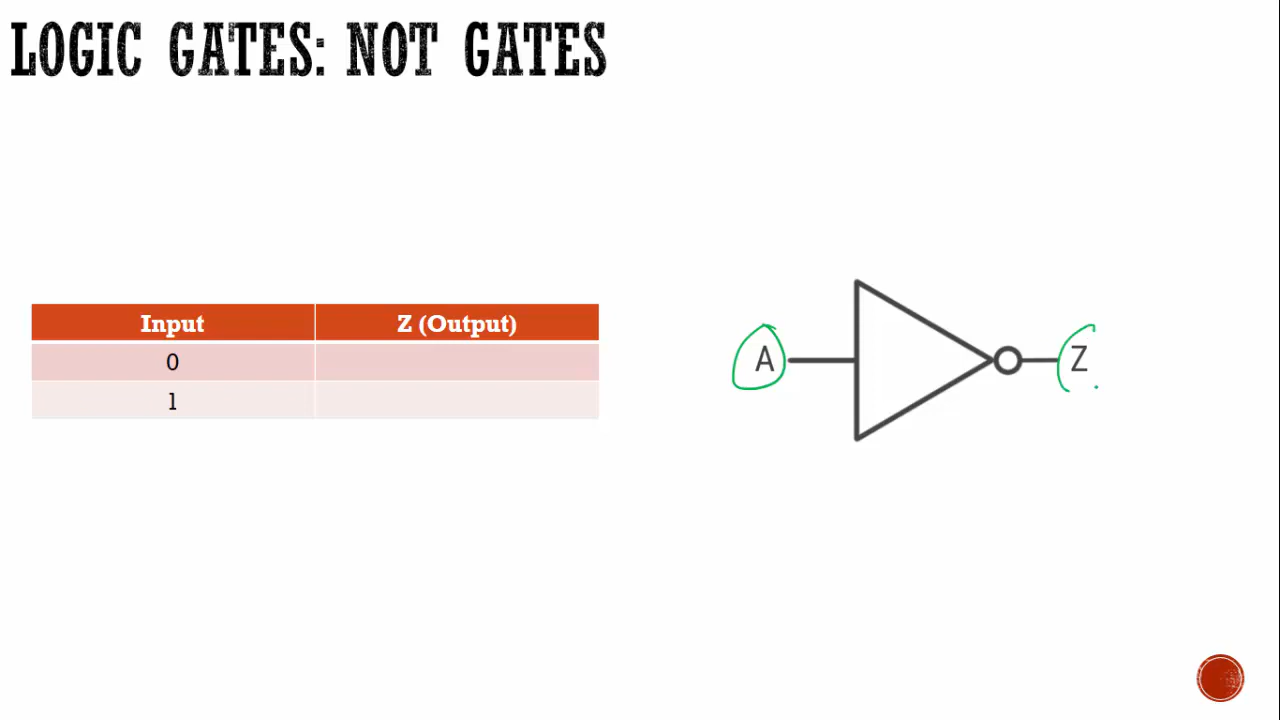 LOGIC GATES: NOT GATES
Input Z (Output)
0
1
A Z